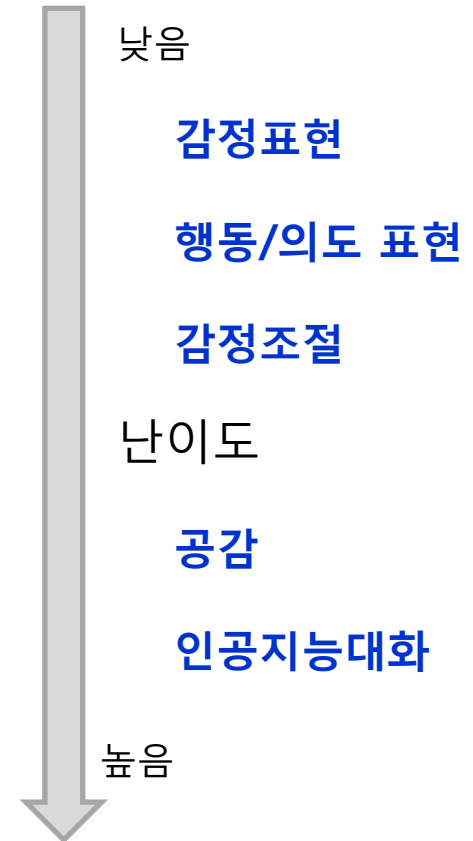 낮음
감정표현
행동/의도 표현
감정조절
난이도
공감
인공지능대화
높음